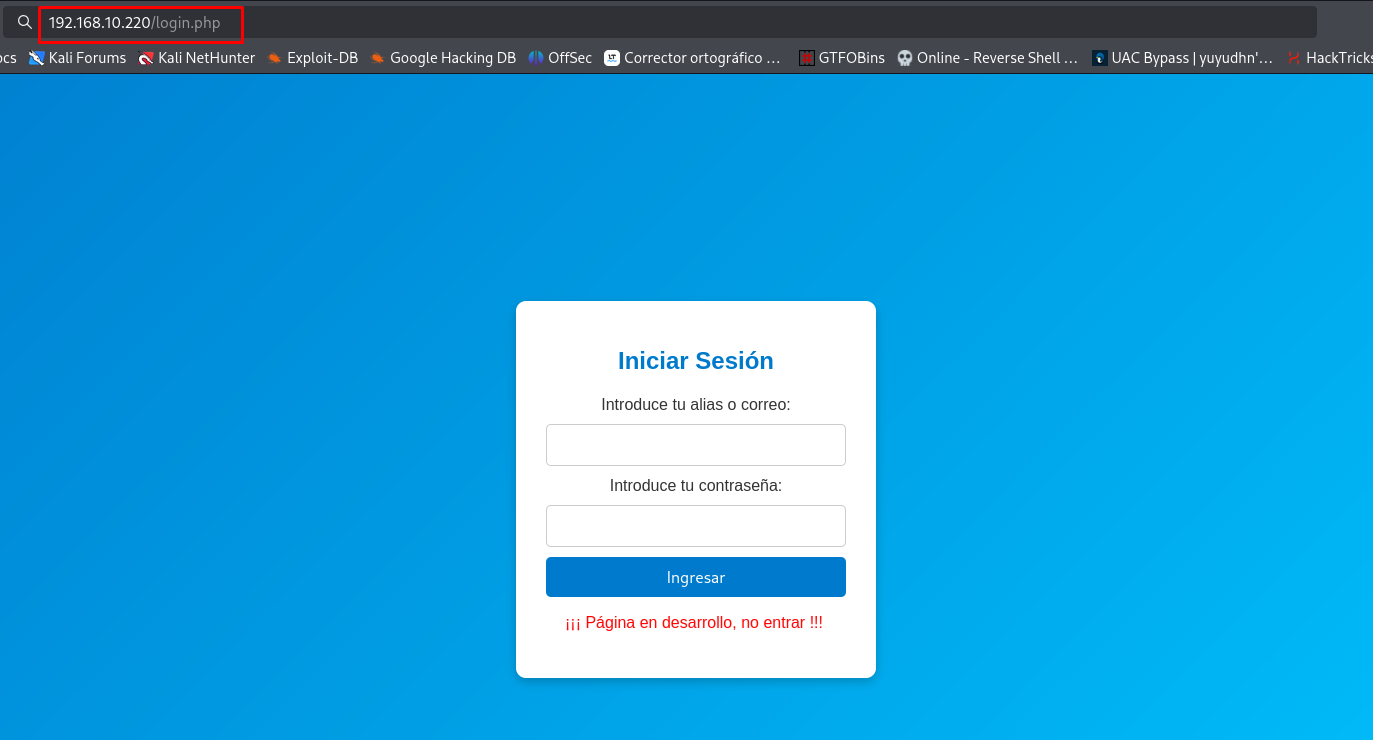 192.168.10.220/login.php
ocs Kali Forums Kali NetHunter Exploit-DB Google Hacking DB OffSec Corrector ortográfico ... GTFOBins Online - Reverse Shell ... UAC Bypass | yuyudhn'... HackTricks
Iniciar Sesión
Introduce tu alias o correo:
Introduce tu contraseña:
Ingresar
¡¡¡ Página en desarrollo, no entrar !!!